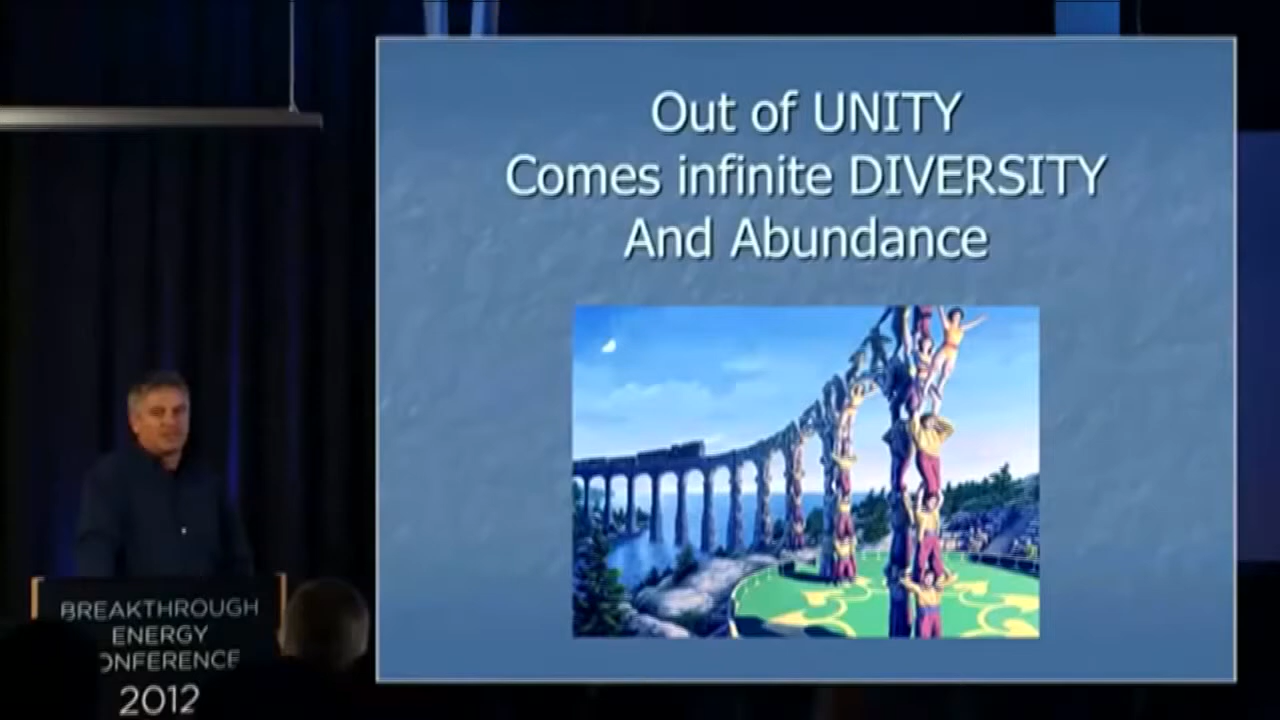 Out of UNITY
Comes infinite DIVERSITY
And Abundance
BREAKTHROUGH
ENERGY
ONFERENCE
2012